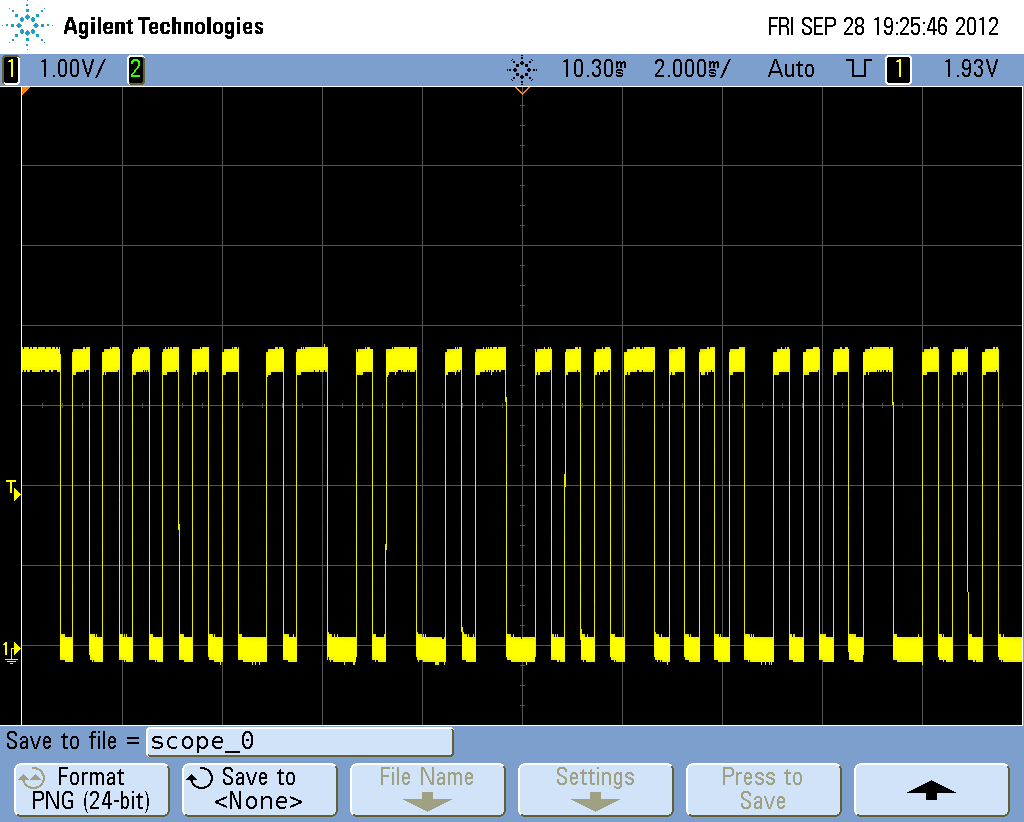 Agilent Technologies FRI SEP 28 19:25:46 2012
1 1.00V/ 2 10.30ms 2.000ms/ Auto 1 1.93V
T
1
Save to file = scope_0
Format Save to File Name Settings Press to
PNG (24-bit) <None> Save